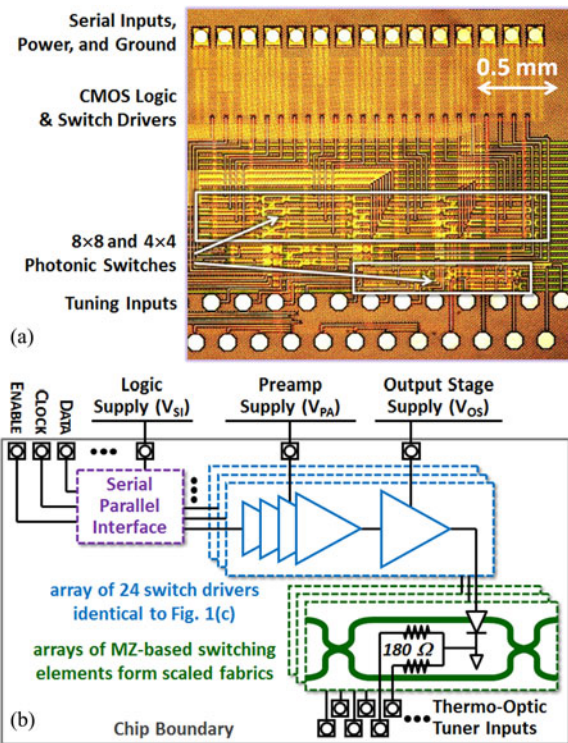 Serial Inputs,
Power, and Ground
0.5 mm
CMOS Logic
& Switch Drivers
8×8 and 4×4
Photonic Switches
Tuning Inputs
(a)
ENABLE
CLOCK
DATA
Logic
Supply (VSI)
Preamp
Supply (VPA)
Output Stage
Supply (VOS)
Serial
Parallel
Interface
array of 24 switch drivers
identical to Fig. 1(c)
arrays of MZ-based switching
elements form scaled fabrics
180 Ω
(b)
Chip Boundary
Thermo-Optic
Tuner Inputs